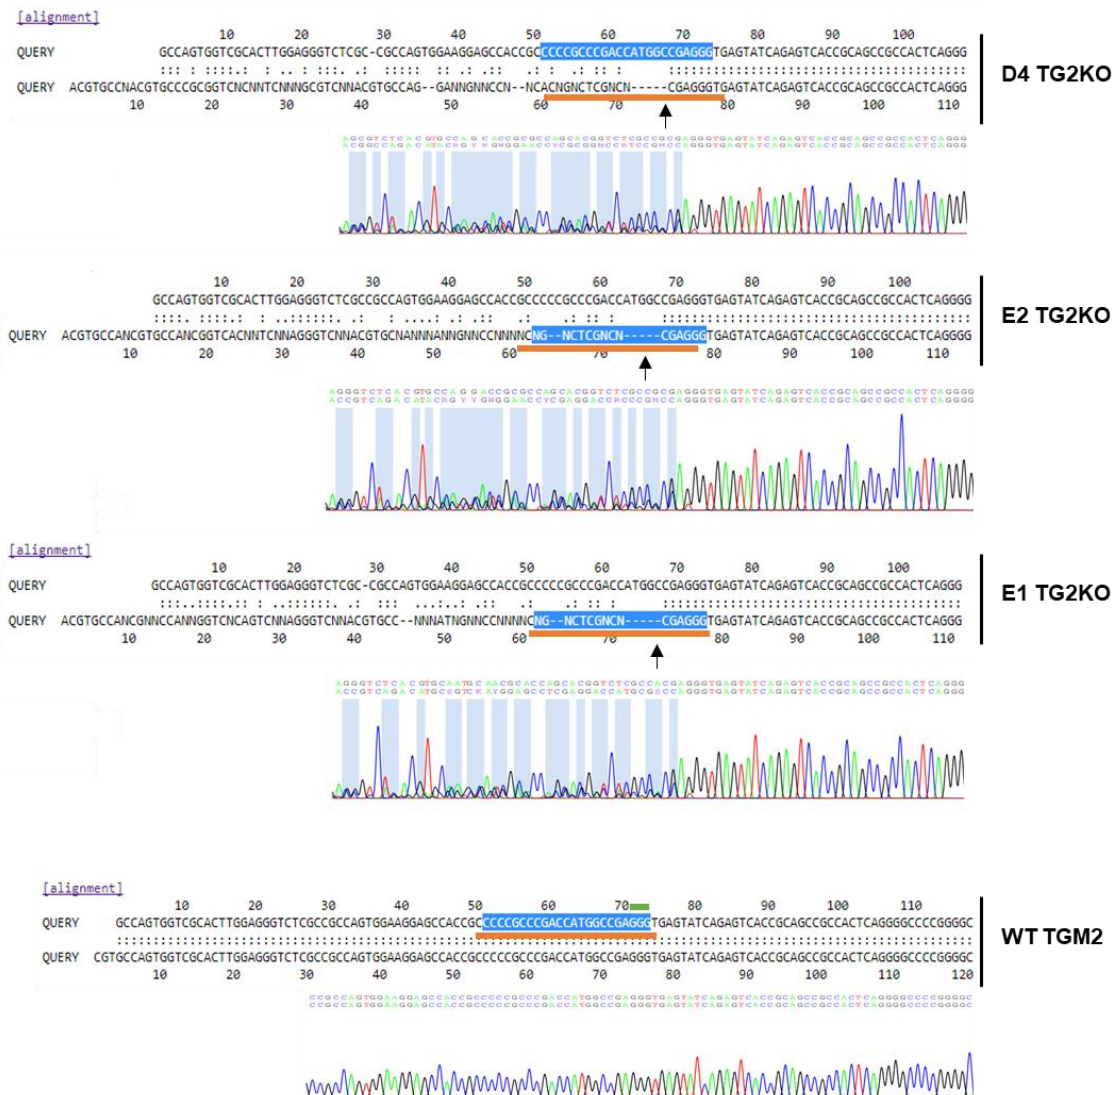 [alignment]
10 20 30 40 50 60 70 80 90 100
QUERY GCCAGTGGTCGCACTTGGAGGGTCTCGC-CGCCAGTGGAAGGAGCCACCGCCCCCGCCCGACCATGGCCGAGGGTGAGTATCAGAGTCACCGCAGCCGCCACTCAGGG
QUERY ACGTGCCNACGTGCCCGCGGTCNCNNTCNNNGCGTCNNACGTGCCAG--GANNGNNCCN--NCACNGNCTCGNCN-----CGAGGGTGAGTATCAGAGTCACCGCAGCCGCCACTCAGGG
10 20 30 40 50 60 70 80 90 100 110
D4 TG2KO
10 20 30 40 50 60 70 80 90 100
GCCAGTGGTCGCACTTGGAGGGTCTCGCCGCCAGTGGAAGGAGCCACCGCCCCCGCCCGACCATGGCCGAGGGTGAGTATCAGAGTCACCGCAGCCGCCACTCAGGGG
QUERY ACGTGCCANCGTGCCANCGGTCACNNTCNNAGGGTCNNACGTGCNANNNANNGNNCCNNNNCNG--NCTCGNCN-----CGAGGGTGAGTATCAGAGTCACCGCAGCCGCCACTCAGGGG
10 20 30 40 50 60 70 80 90 100 110
E2 TG2KO
[alignment]
10 20 30 40 50 60 70 80 90 100
QUERY GCCAGTGGTCGCACTTGGAGGGTCTCGC-CGCCAGTGGAAGGAGCCACCGCCCCCGCCCGACCATGGCCGAGGGTGAGTATCAGAGTCACCGCAGCCGCCACTCAGGG
QUERY ACGTGCCANCGNNCCANNGGTCNCAGTCNNAGGGTCNNACGTGCC--NNNATNGNNCCNNNNCNG--NCTCGNCN-----CGAGGGTGAGTATCAGAGTCACCGCAGCCGCCACTCAGGG
10 20 30 40 50 60 70 80 90 100 110
E1 TG2KO
[alignment]
10 20 30 40 50 60 70 80 90 100 110
QUERY GCCAGTGGTCGCACTTGGAGGGTCTCGCCGCCAGTGGAAGGAGCCACCGCCCCCGCCCGACCATGGCCGAGGGTGAGTATCAGAGTCACCGCAGCCGCCACTCAGGGGCCCCGGGGC
QUERY CGTGCCAGTGGTCGCACTTGGAGGGTCTCGCCGCCAGTGGAAGGAGCCACCGCCCCCGCCCGACCATGGCCGAGGGTGAGTATCAGAGTCACCGCAGCCGCCACTCAGGGGCCCCGGGGC
10 20 30 40 50 60 70 80 90 100 110 120
WT TGM2
CCGCCAGTGGAAGGAGCCACCGCCCCCGCCCGACCATGGCCGAGGGTGAGTATCAGAGTCACCGCAGCCGCCACTCAGGGGCCCCGGGGC
CCGCCAGTGGAAGGAGCCACCGCCCCCGCCCGACCATGGCCGAGGGTGAGTATCAGAGTCACCGCAGCCGCCACTCAGGGGCCCCGGGGC